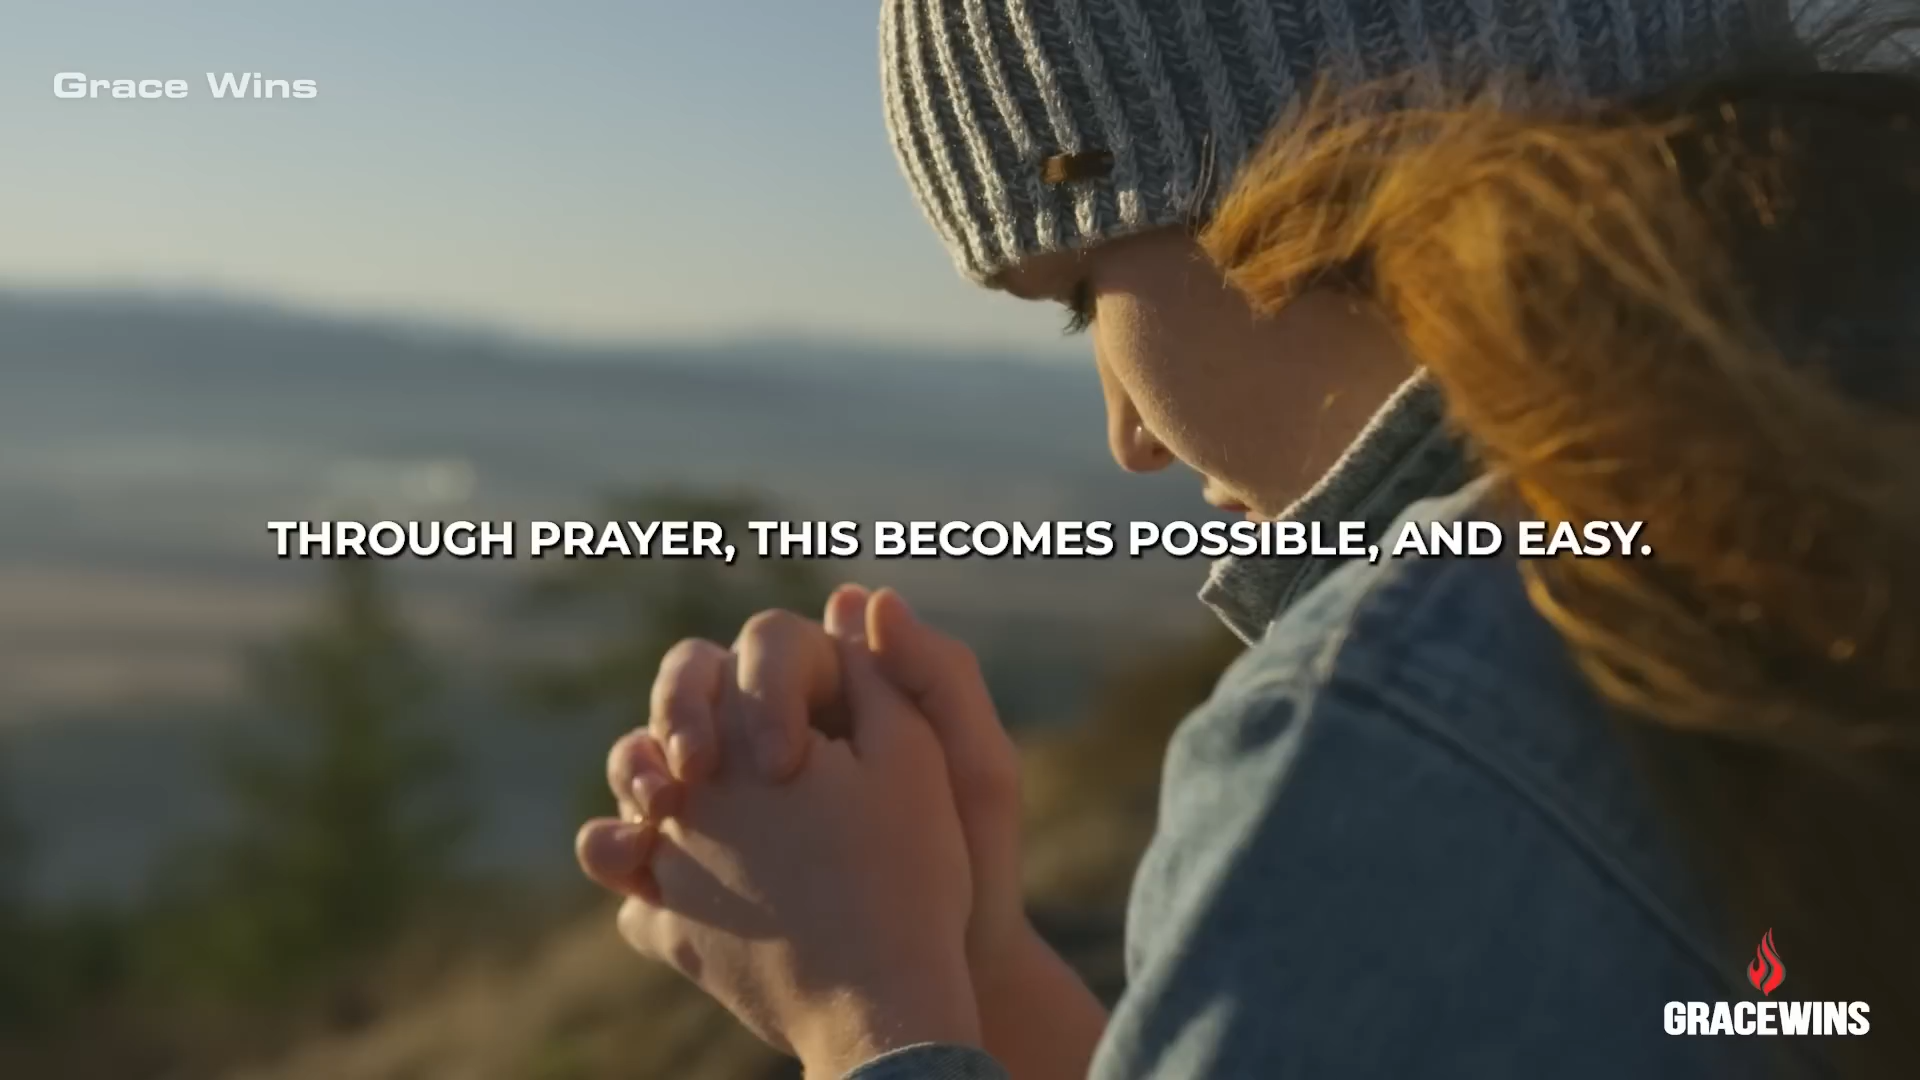 Grace Wins
THROUGH PRAYER, THIS BECOMES POSSIBLE, AND EASY.
GRACEWINS